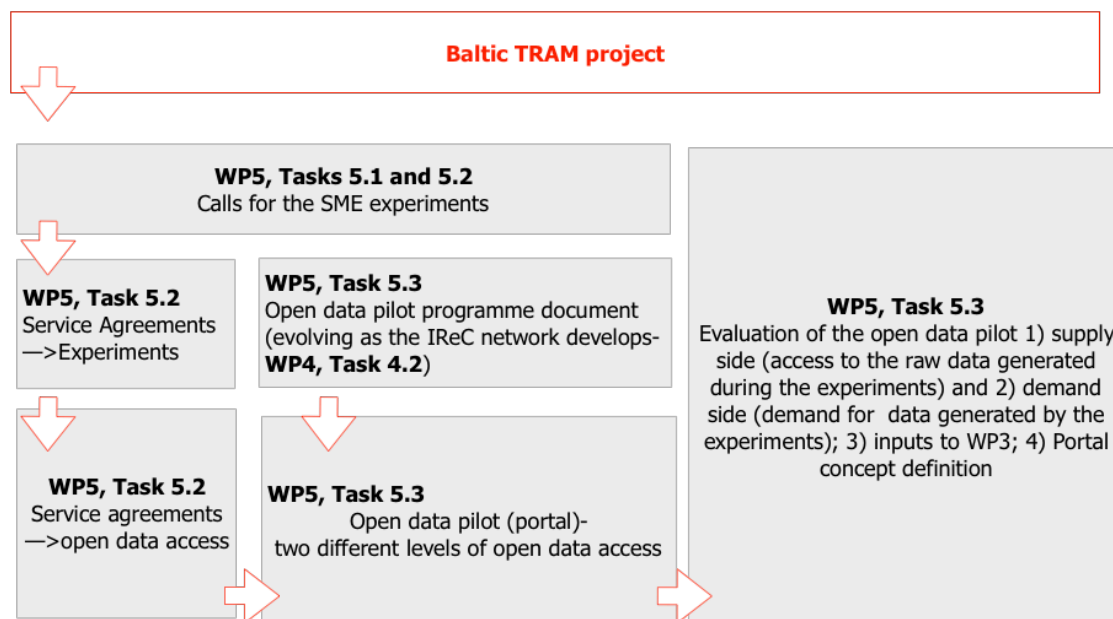 Baltic TRAM project
WP5, Tasks 5.1 and 5.2
Calls for the SME experiments
WP5, Task 5.2
Service Agreements
—>Experiments
WP5, Task 5.3
Open data pilot programme document
(evolving as the IReC network develops-
WP4, Task 4.2)
WP5, Task 5.2
Service agreements
—>open data access
WP5, Task 5.3
Open data pilot (portal)-
two different levels of open data access
WP5, Task 5.3
Evaluation of the open data pilot 1) supply
side (access to the raw data generated
during the experiments) and 2) demand
side (demand for data generated by the
experiments); 3) inputs to WP3; 4) Portal
concept definition